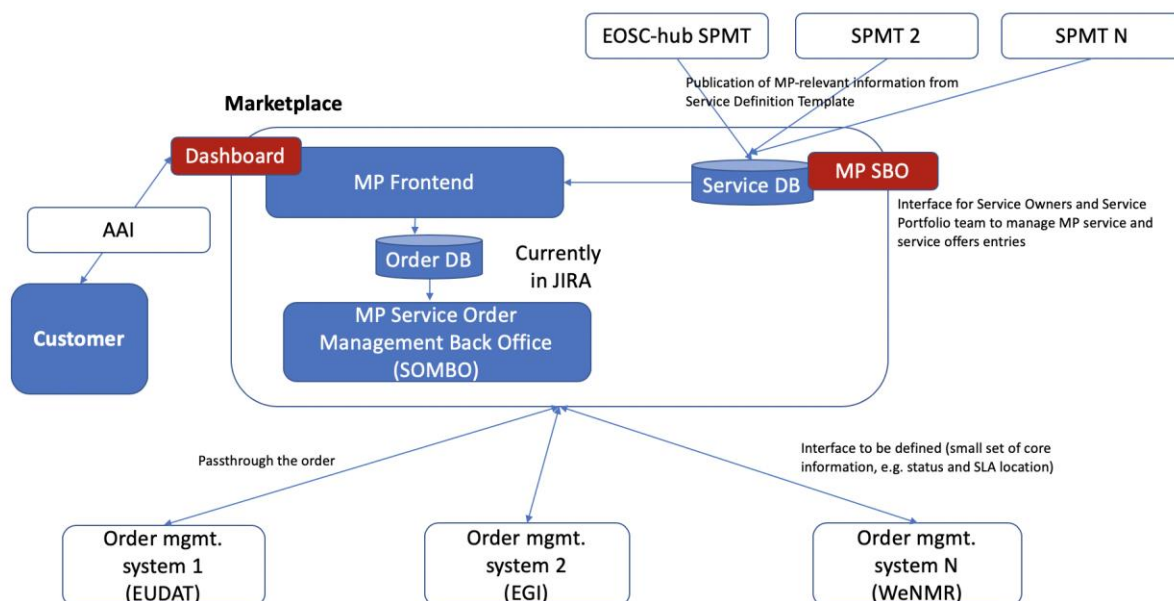 EOSC-hub SPMT
SPMT 2
SPMT N
Publication of MP-relevant information from
Service Definition Template
Marketplace
Dashboard
MP Frontend
Service DB
MP SBO
Interface for Service Owners and Service
Portfolio team to manage MP service and
service offers entries
AAI
Order DB
Currently
in JIRA
Customer
MP Service Order
Management Back Office
(SOMBO)
Passthrough the order
Interface to be defined (small set of core
information, e.g. status and SLA location)
Order mgmt.
system 1
(EUDAT)
Order mgmt.
system 2
(EGI)
Order mgmt.
system N
(WeNMR)